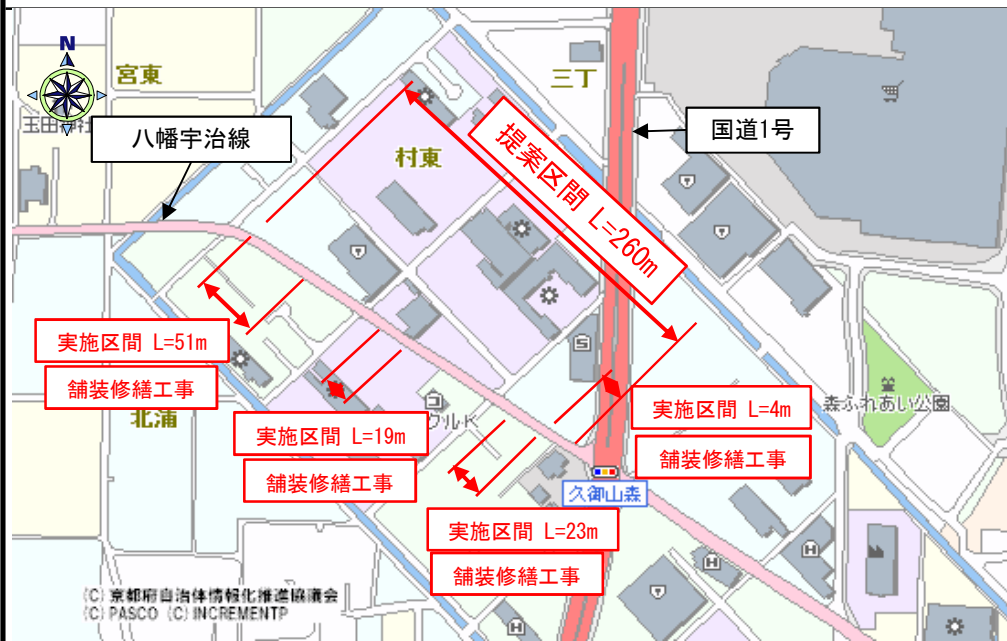 N
宮東
三丁
玉田神社
八幡宇治線
国道1号
村東
提案区間 L=260m
実施区間 L=51m
舗装修繕工事
北浦
実施区間 L=19m
舗装修繕工事
クルK
実施区間 L=4m
舗装修繕工事
森ふれあい公園
久御山森
実施区間 L=23m
舗装修繕工事
(C) 京都府自治体情報化推進協議会
(C) PASCO (C) INCREMENTP